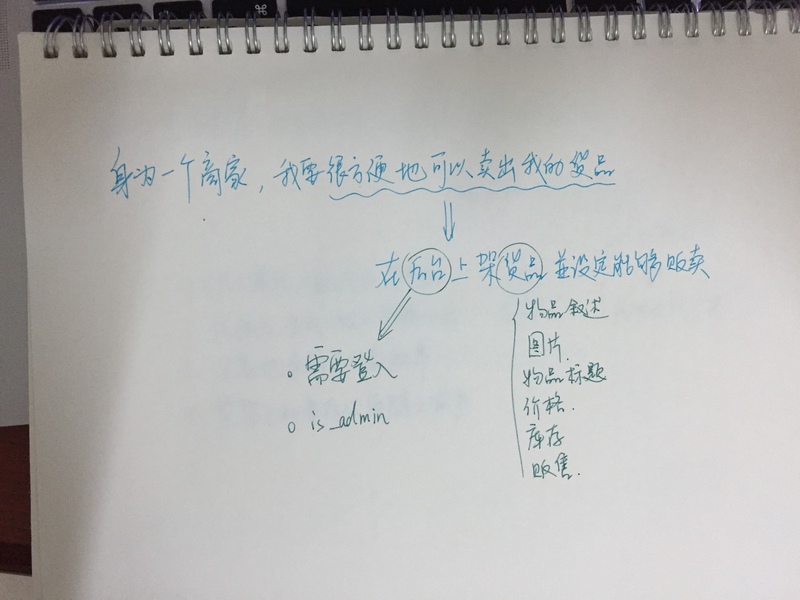 身为一个商家，我要很方便地可以卖出我的货品
在后台上架货品並设定能够贩卖
物品叙述
图片.
物品标题
价格.
库存
贩售.
。需要登入
。is_admin